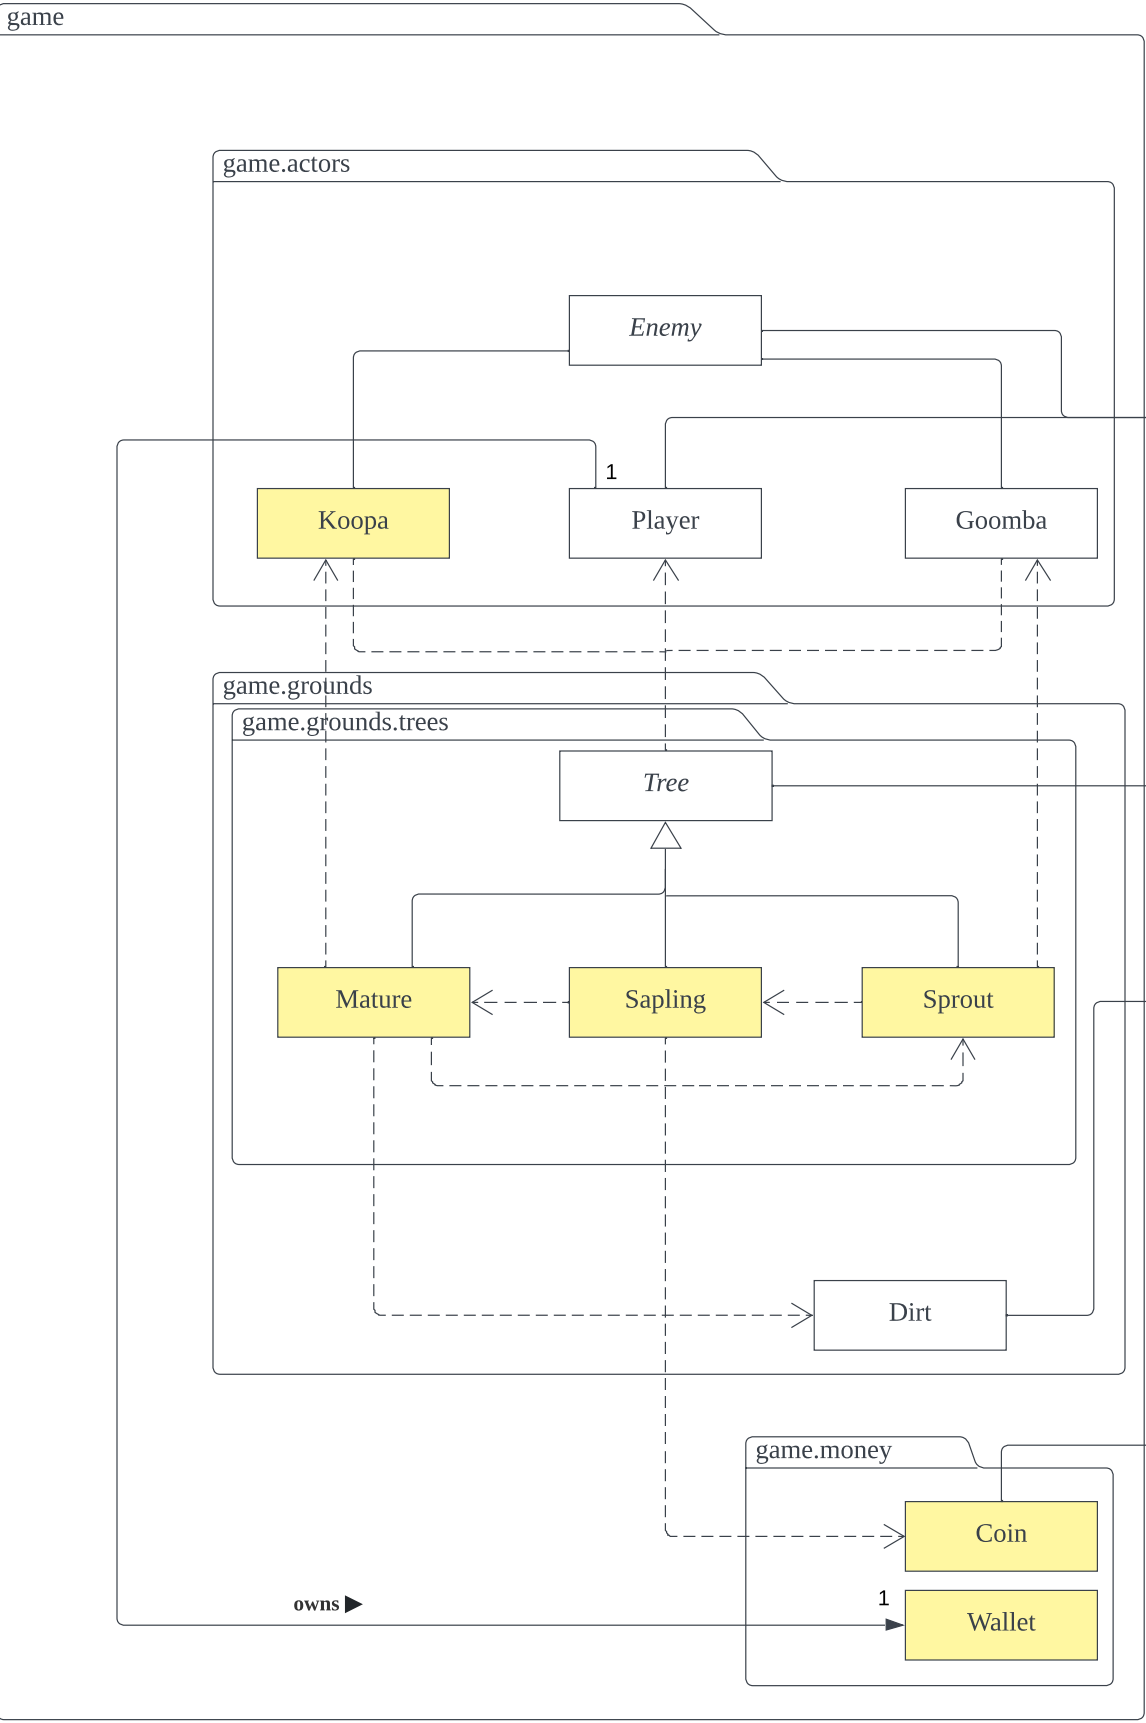 game
game.actors
Enemy
1
Koopa
Player
Goomba
game.grounds
game.grounds.trees
Tree
Mature
Sapling
Sprout
Dirt
game.money
Coin
owns ▶
1
Wallet